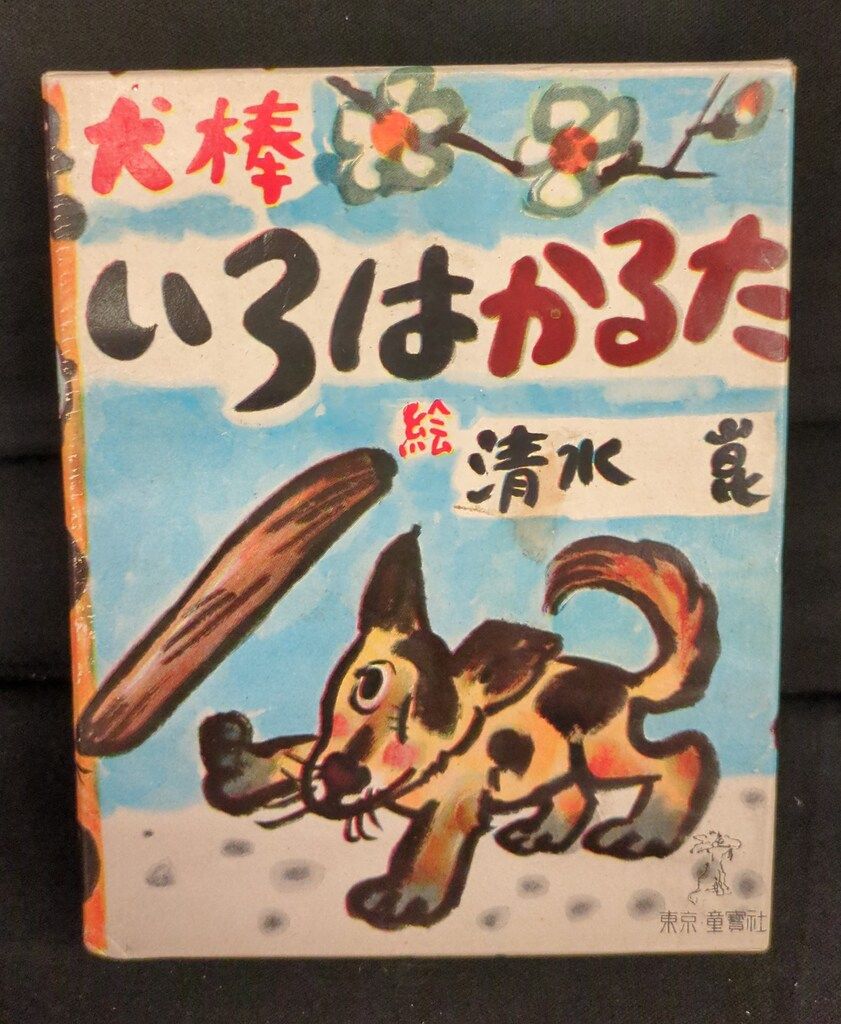 犬棒
いろはかるた
絵 清水 崑
東京 童寶社